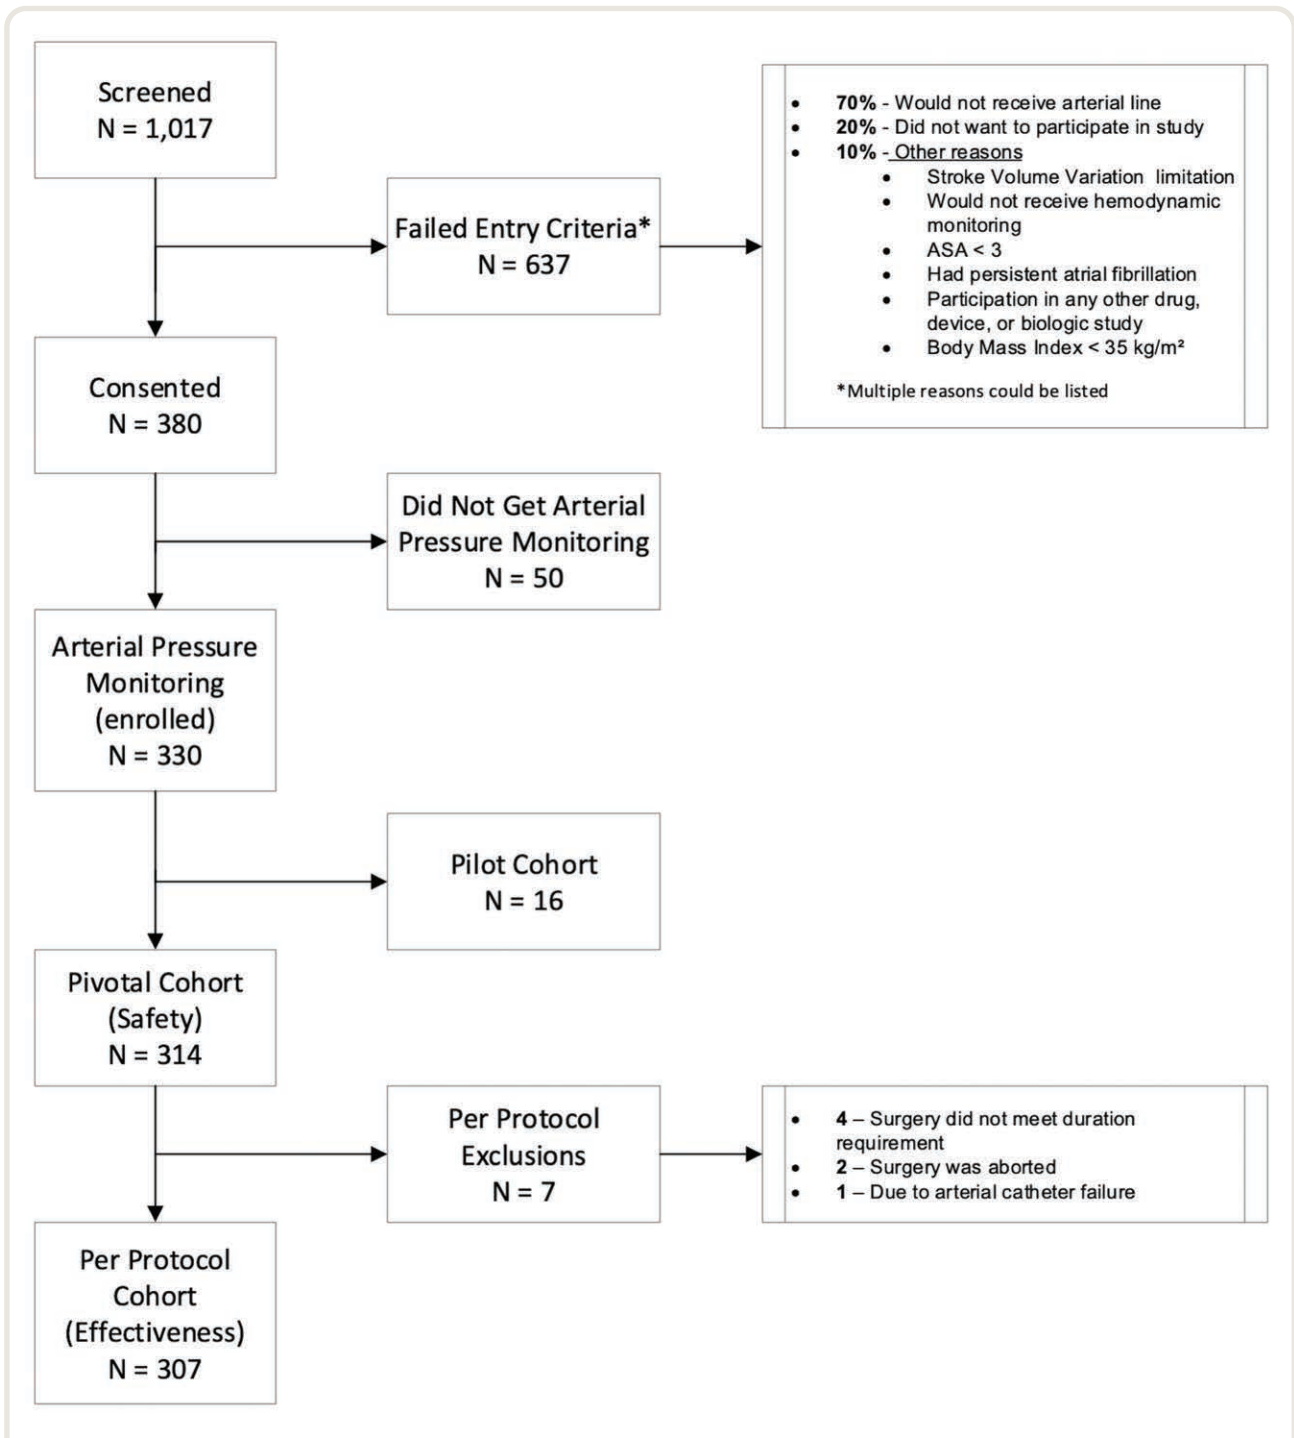 Screened
N = 1,017
• 70% - Would not receive arterial line
• 20% - Did not want to participate in study
• 10% - Other reasons
• Stroke Volume Variation limitation
• Would not receive hemodynamic
monitoring
• ASA < 3
• Had persistent atrial fibrillation
• Participation in any other drug,
device, or biologic study
• Body Mass Index < 35 kg/m²
*Multiple reasons could be listed
Failed Entry Criteria*
N = 637
Consented
N = 380
Did Not Get Arterial
Pressure Monitoring
N = 50
Arterial Pressure
Monitoring
(enrolled)
N = 330
Pilot Cohort
N = 16
Pivotal Cohort
(Safety)
N = 314
Per Protocol
Exclusions
N = 7
• 4 – Surgery did not meet duration
requirement
• 2 – Surgery was aborted
• 1 – Due to arterial catheter failure
Per Protocol
Cohort
(Effectiveness)
N = 307